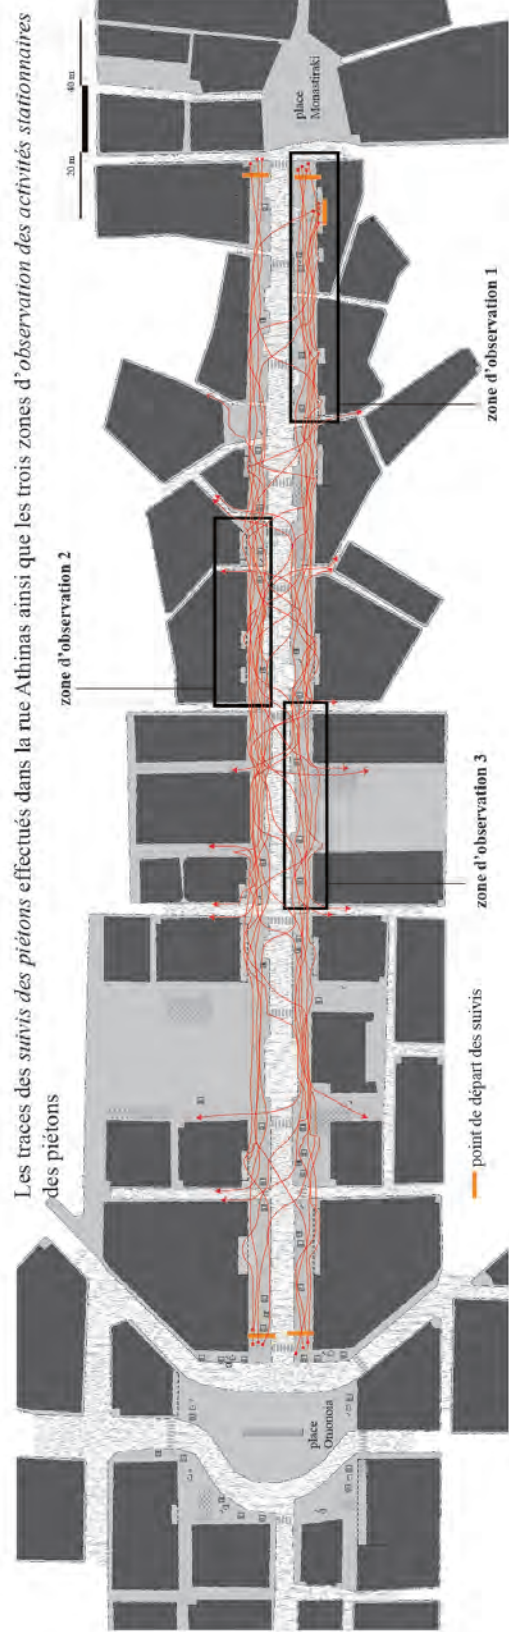 Les traces des suivis des piétons effectués dans la rue Athinas ainsi que les trois zones d'observation des activités stationnaires
des piétons
20 m
40 m
zone d'observation 2
place
Omonoia
place
Monastiraki
point de départ des suivis
zone d'observation 3
zone d'observation 1